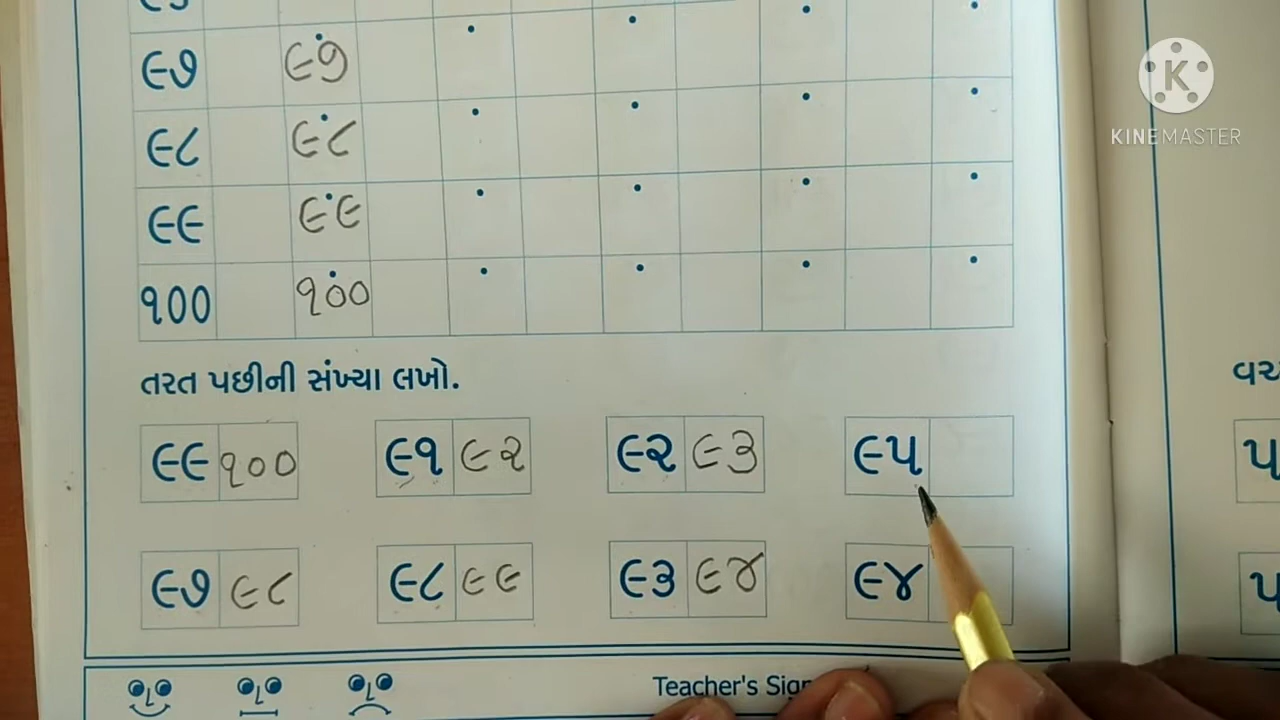 ૯૭ ૯૭
૯૮ ૯૮
૯૯ ૯૯
૧૦૦ ૧૦૦
તરત પછીની સંખ્યા લખો.
૯૯ ૧૦૦ ૯૧ ૯૨ ૯૨ ૯૩ ૯૫
૯૭ ૯૮ ૯૮ ૯૯ ૯૩ ૯૪ ૯૪
Teacher's
KINEMASTER